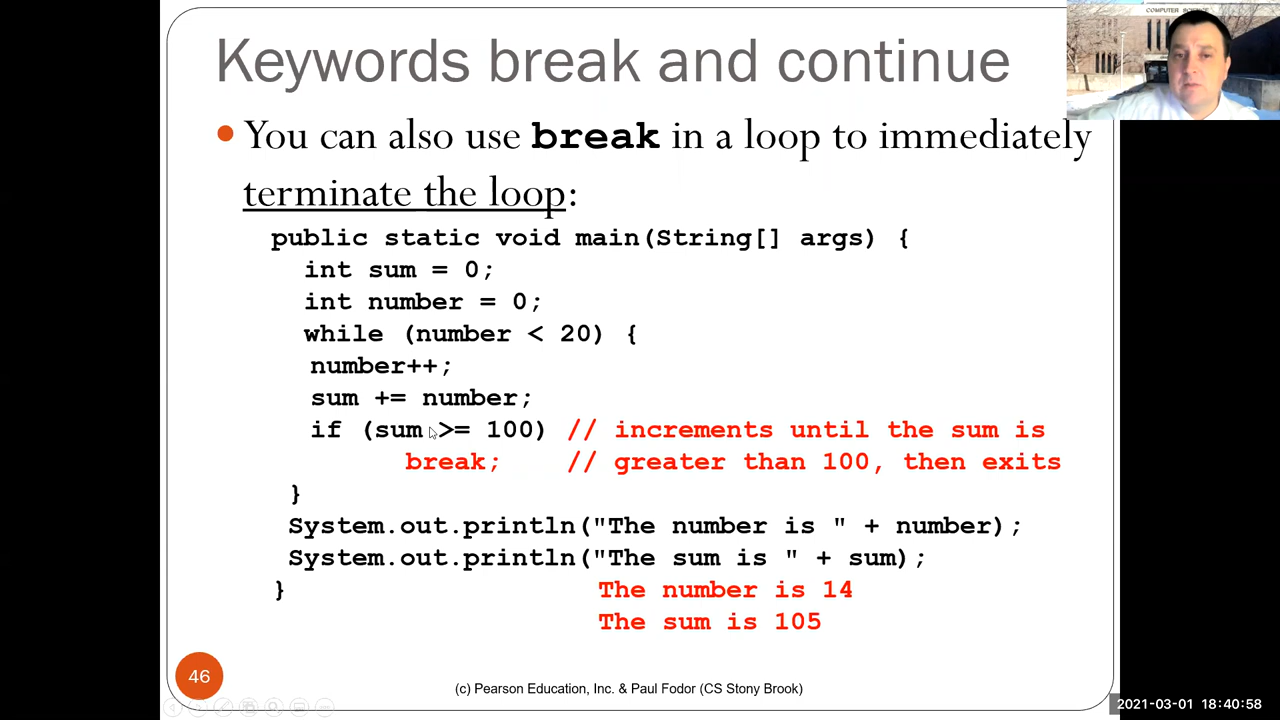 COMPUTER SCIENCE
Keywords break and continue
You can also use break in a loop to immediately
terminate the loop:
public static void main(String[] args) {
int sum = 0;
int number = 0;
while (number < 20) {
number++;
sum += number;
if (sum >= 100) // increments until the sum is
break; // greater than 100, then exits
}
System.out.println("The number is " + number);
System.out.println("The sum is " + sum);
}
The number is 14
The sum is 105
46
(c) Pearson Education, Inc. & Paul Fodor (CS Stony Brook)
2021-03-01 18:40:58